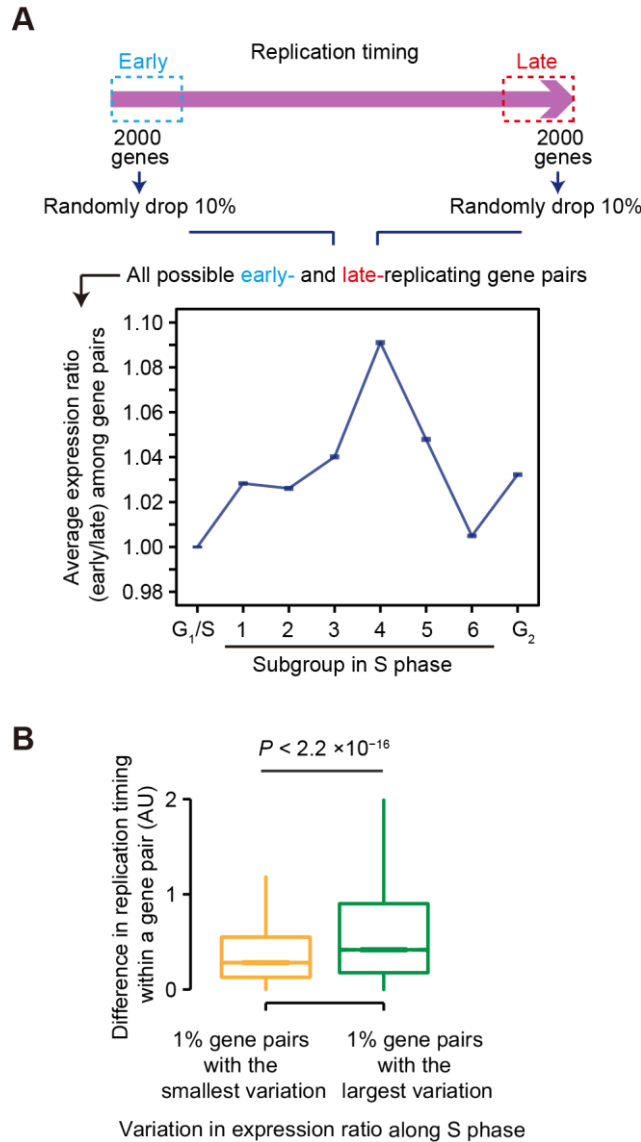 A
Replication timing
Early
Late
2000
genes
2000
genes
Randomly drop 10%
Randomly drop 10%
All possible early- and late-replicating gene pairs
Average expression ratio
(early/late) among gene pairs
1.10
1.08
1.06
1.04
1.02
1.00
0.98
G₁/S 1 2 3 4 5 6 G₂
Subgroup in S phase
B
P < 2.2 ×10⁻¹⁶
Difference in replication timing
within a gene pair (AU)
2
1
0
1% gene pairs
with the
smallest variation
1% gene pairs
with the
largest variation
Variation in expression ratio along S phase